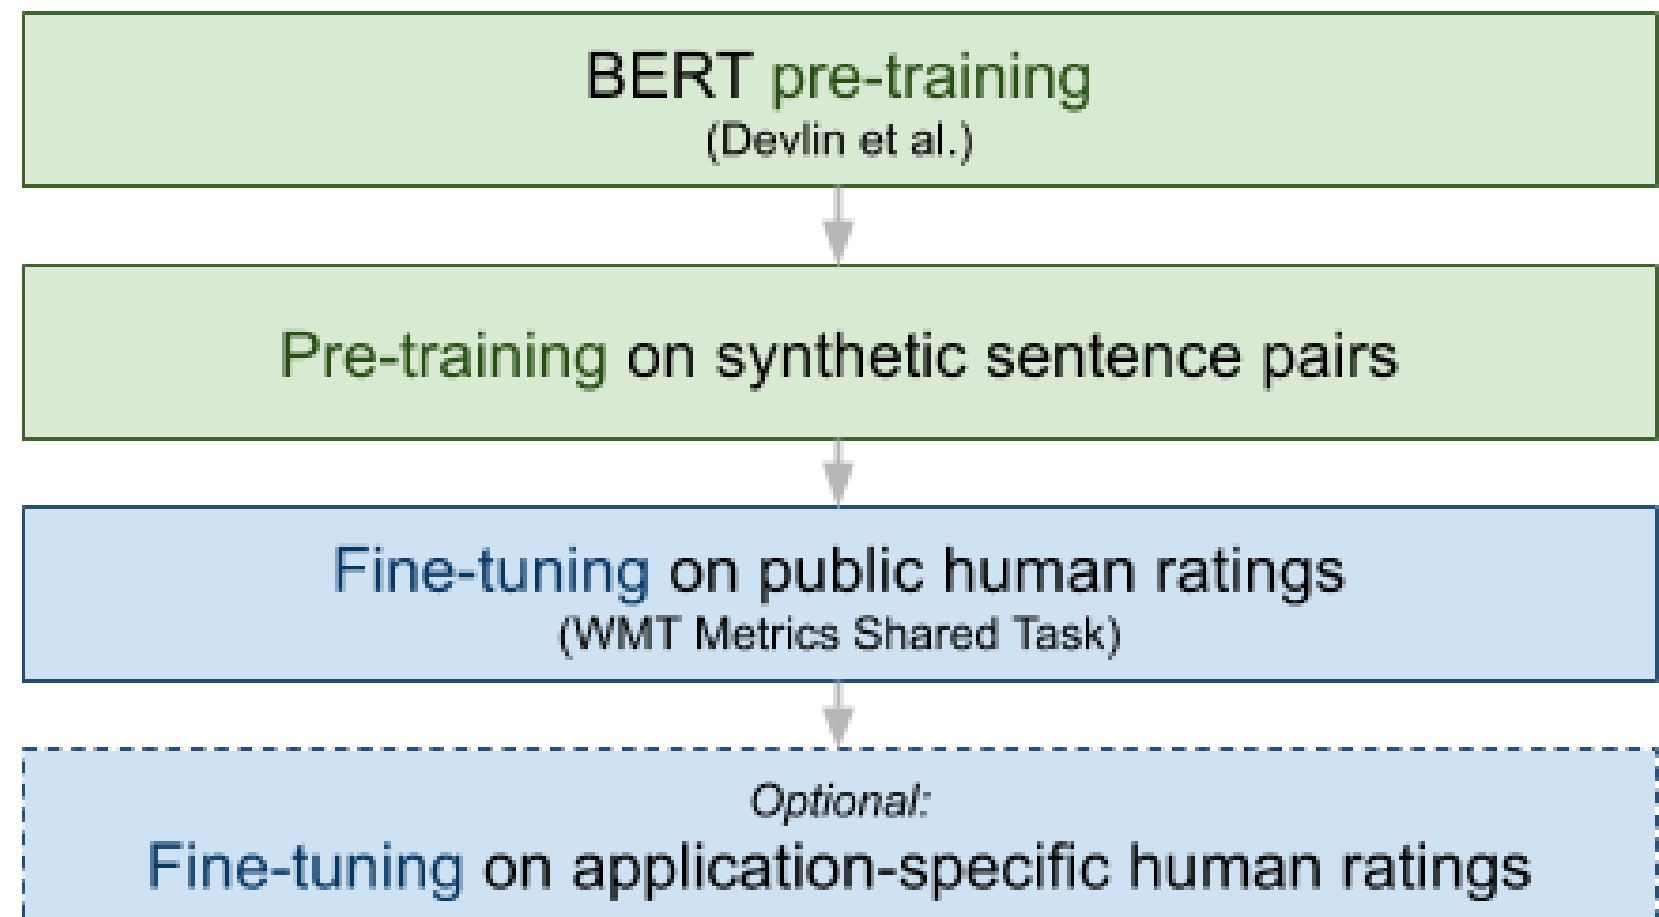 BERT pre-training
(Devlin et al.)
Pre-training on synthetic sentence pairs
Fine-tuning on public human ratings
(WMT Metrics Shared Task)
Optional:
Fine-tuning on application-specific human ratings